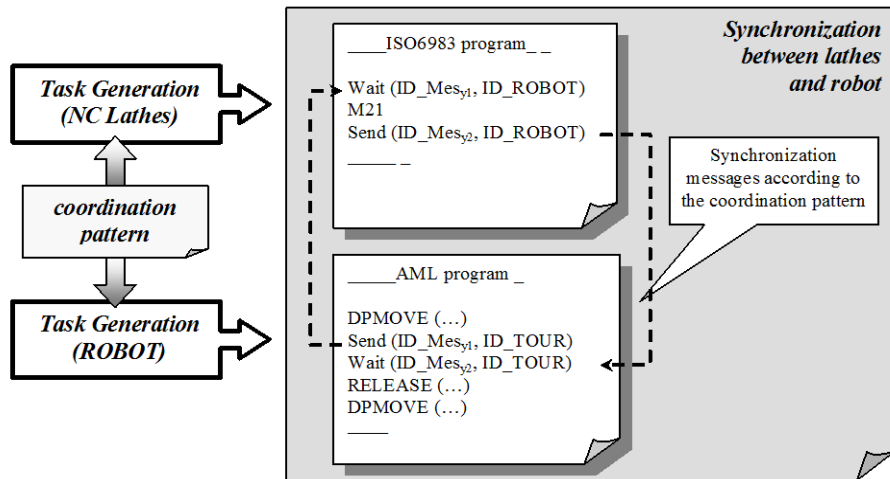 Task Generation
(NC Lathes)
coordination
pattern
Task Generation
(ROBOT)
Synchronization
between lathes
and robot
____ISO6983 program_ _
Wait (ID_Mesy1, ID_ROBOT)
M21
Send (ID_Mesy2, ID_ROBOT)
_____ _
Synchronization
messages according to
the coordination pattern
_____AML program _
DPMOVE (…)
Send (ID_Mesy1, ID_TOUR)
Wait (ID_Mesy2, ID_TOUR)
RELEASE (…)
DPMOVE (…)
____